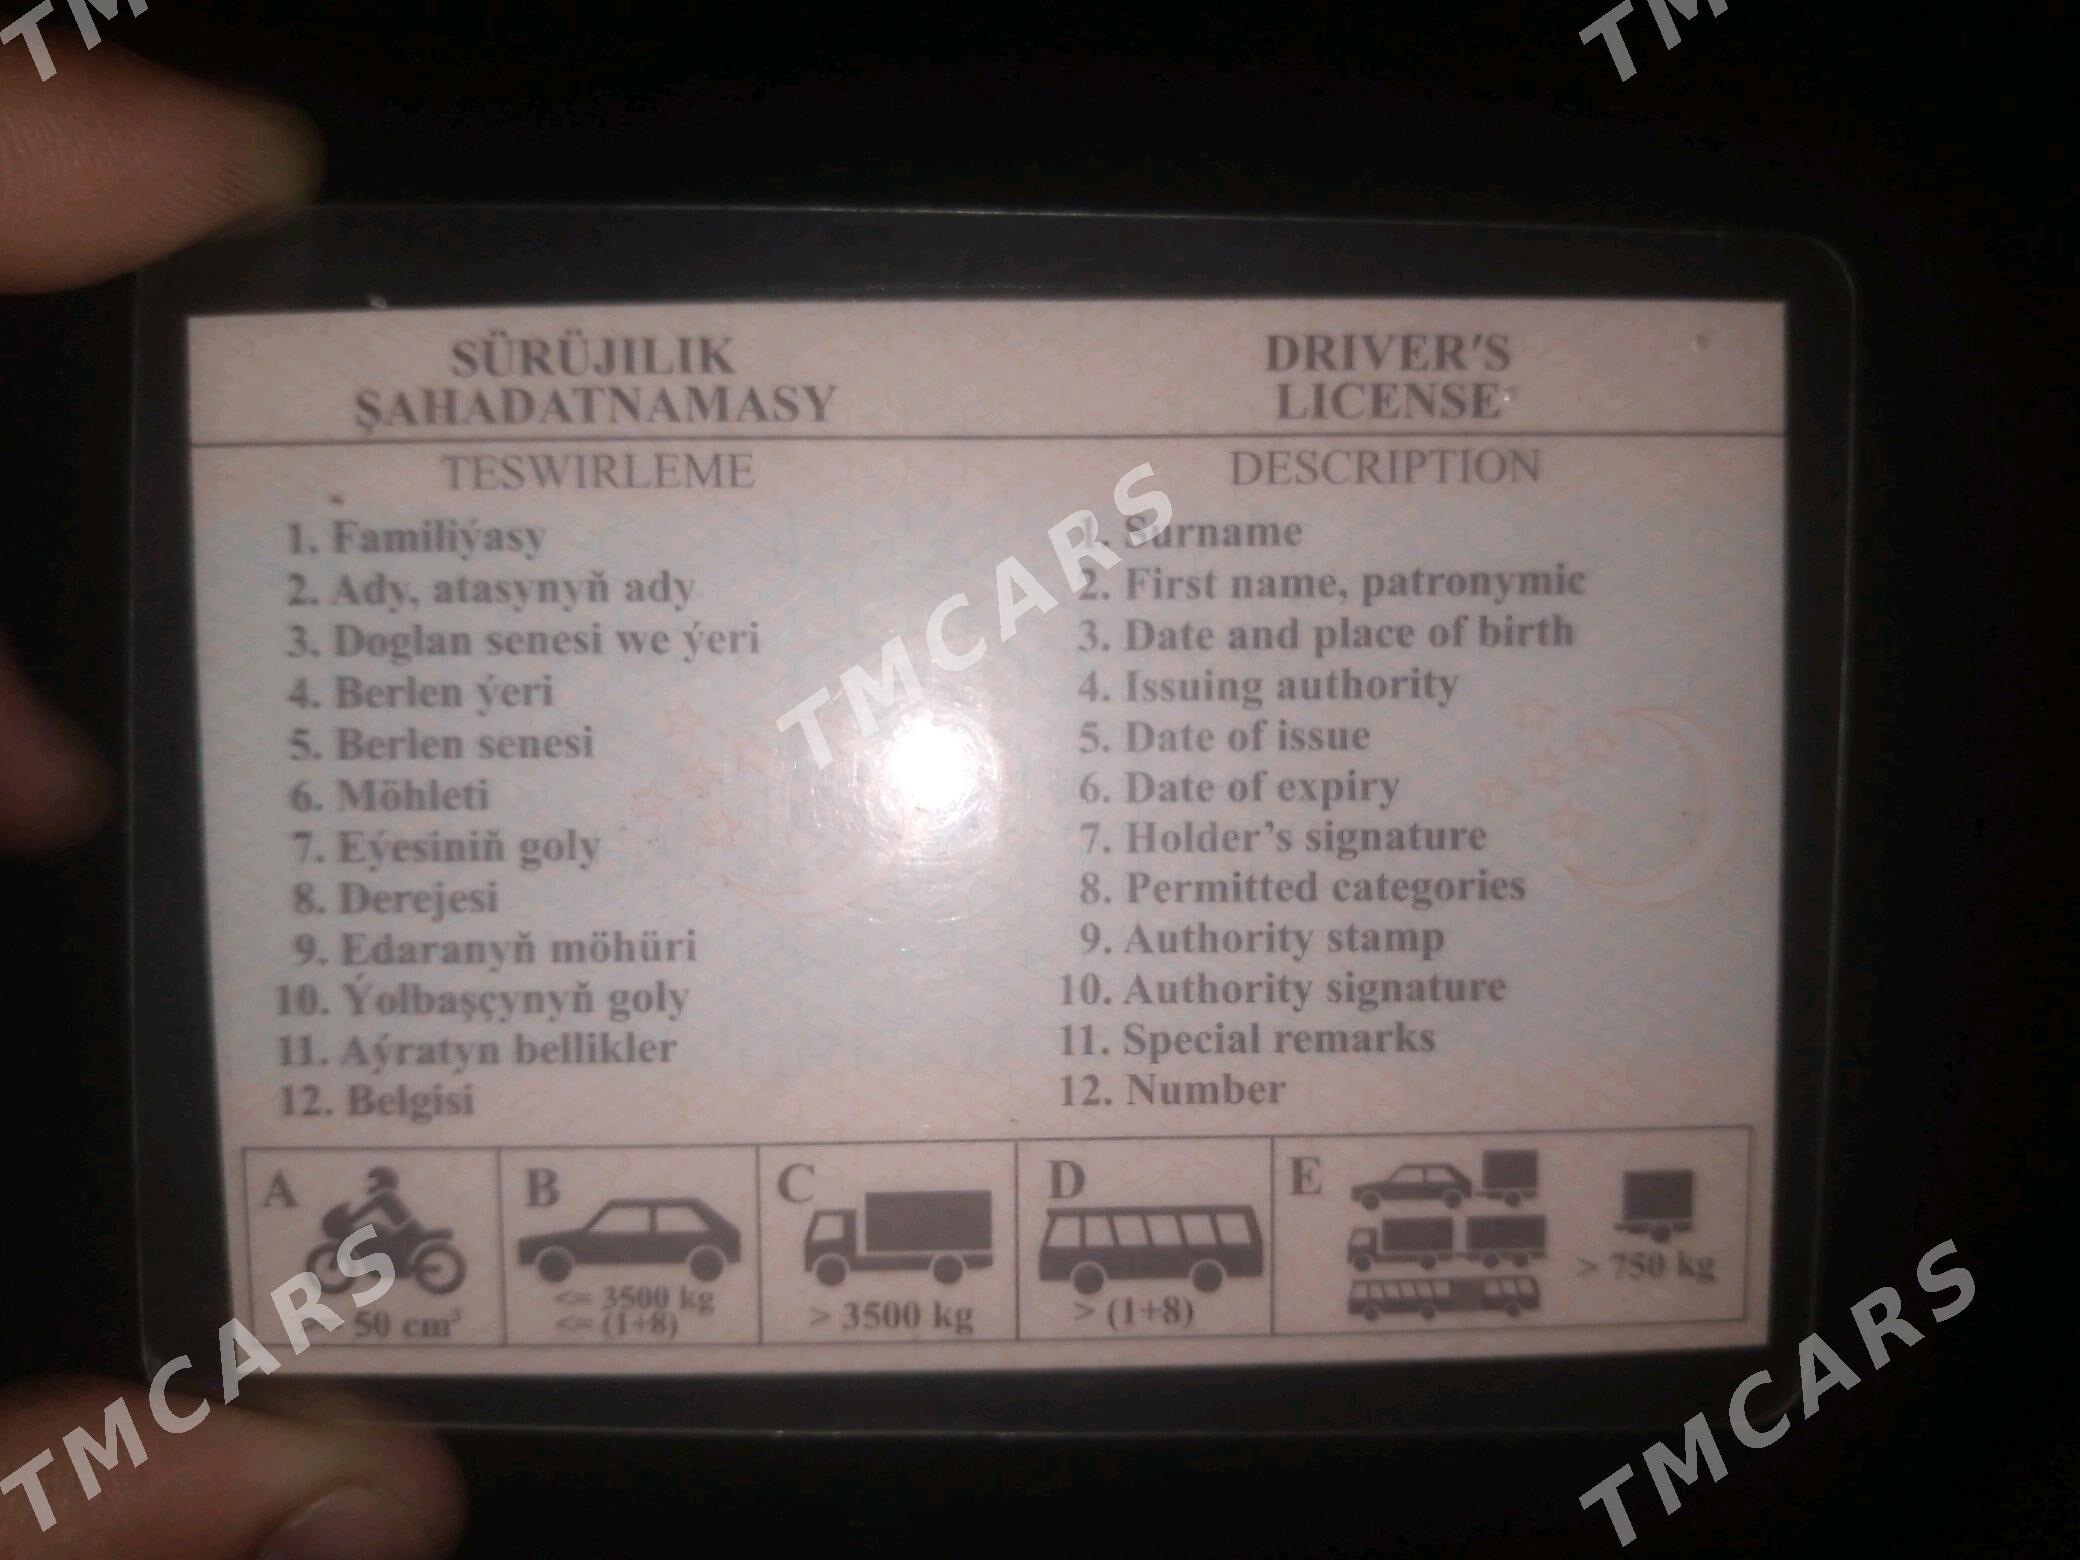 SÜRÜJILIK
ŞAHADATNAMASY
DRIVER'S
LICENSE
TESWIRLEME
1. Familiýasy
2. Ady, atasynyň ady
3. Doglan senesi we ýeri
4. Berlen ýeri
5. Berlen senesi
6. Möhleti
7. Eýesiniň goly
8. Derejesi
9. Edaranyň möhüri
10. Ýolbaşçynyň goly
11. Aýratyn bellikler
12. Belgisi
DESCRIPTION
1. Surname
2. First name, patronymic
3. Date and place of birth
4. Issuing authority
5. Date of issue
6. Date of expiry
7. Holder's signature
8. Permitted categories
9. Authority stamp
10. Authority signature
11. Special remarks
12. Number
A
50 cm³
B
<= 3500 kg
<= (1+8)
C
> 3500 kg
D
> (1+8)
E
> 750 kg
TMCARS
TMCARS
TMCARS
TM
TM